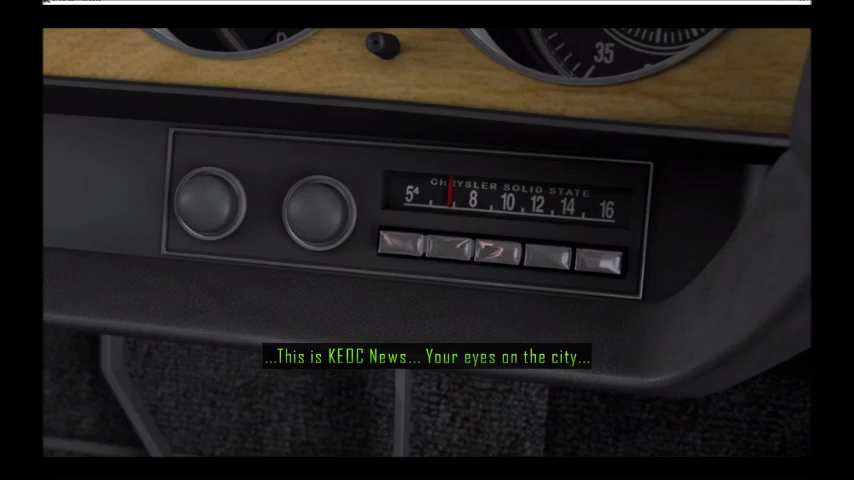 D
35
CHRYSLER SOLID STATE
5⁴ 8 10 12 14 16
...This is KEOC News... Your eyes on the city...